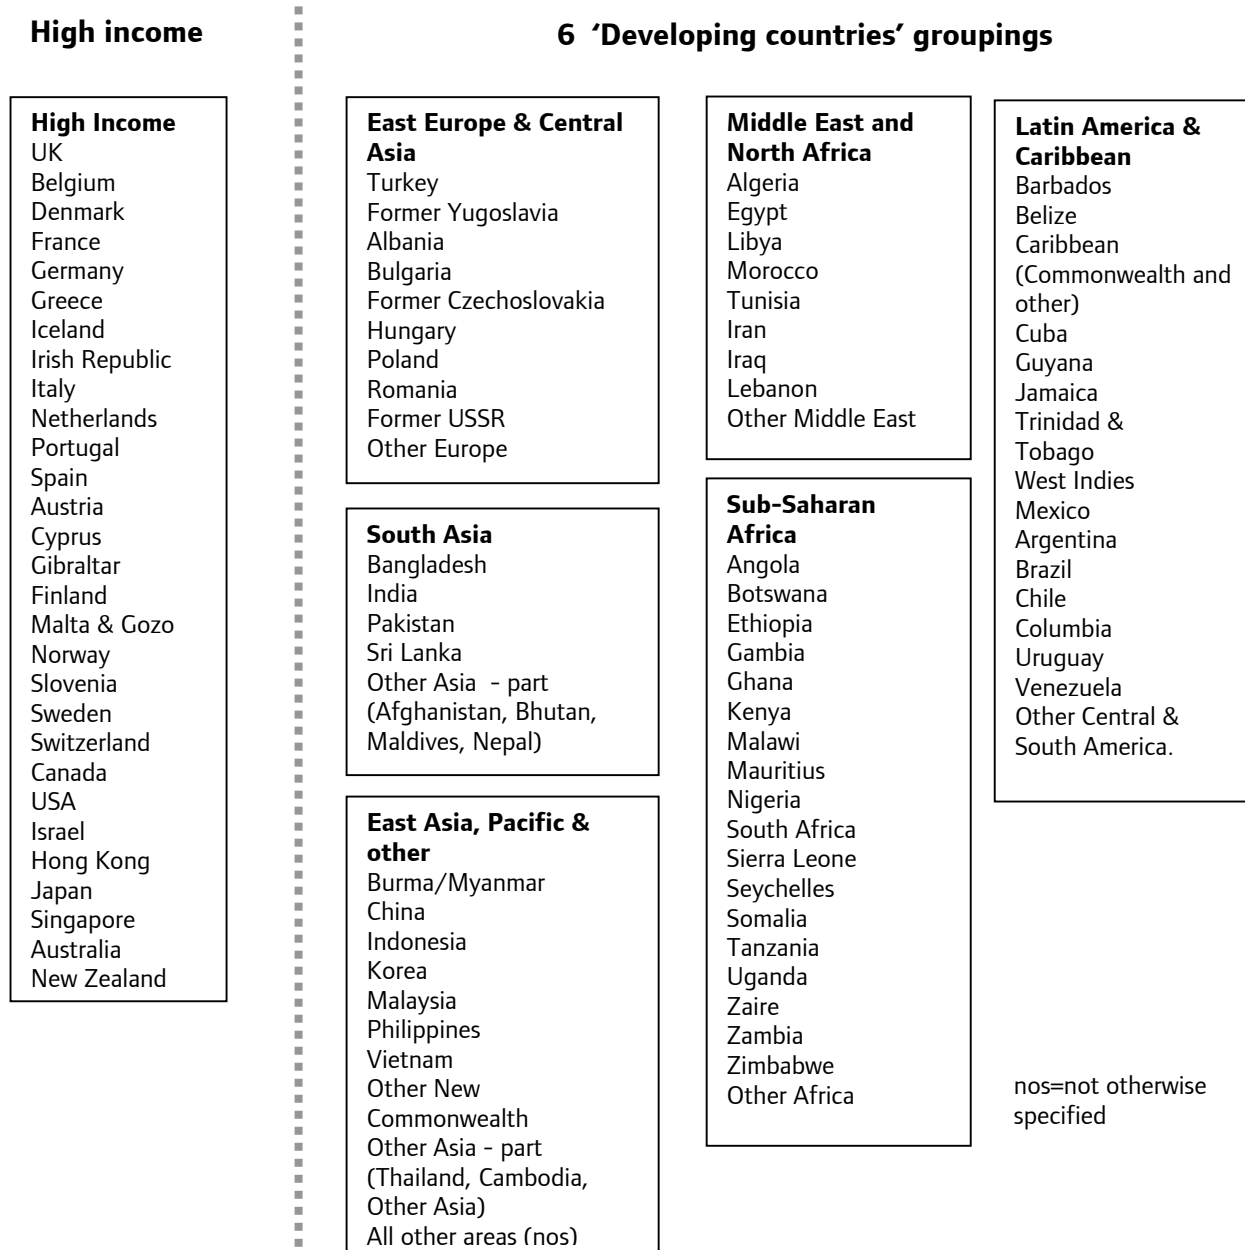 High income
6 ‘Developing countries’ groupings
High Income
UK
Belgium
Denmark
France
Germany
Greece
Iceland
Irish Republic
Italy
Netherlands
Portugal
Spain
Austria
Cyprus
Gibraltar
Finland
Malta & Gozo
Norway
Slovenia
Sweden
Switzerland
Canada
USA
Israel
Hong Kong
Japan
Singapore
Australia
New Zealand
East Europe & Central
Asia
Turkey
Former Yugoslavia
Albania
Bulgaria
Former Czechoslovakia
Hungary
Poland
Romania
Former USSR
Other Europe
South Asia
Bangladesh
India
Pakistan
Sri Lanka
Other Asia - part
(Afghanistan, Bhutan,
Maldives, Nepal)
East Asia, Pacific &
other
Burma/Myanmar
China
Indonesia
Korea
Malaysia
Philippines
Vietnam
Other New
Commonwealth
Other Asia - part
(Thailand, Cambodia,
Other Asia)
All other areas (nos)
Middle East and
North Africa
Algeria
Egypt
Libya
Morocco
Tunisia
Iran
Iraq
Lebanon
Other Middle East
Sub-Saharan
Africa
Angola
Botswana
Ethiopia
Gambia
Ghana
Kenya
Malawi
Mauritius
Nigeria
South Africa
Sierra Leone
Seychelles
Somalia
Tanzania
Uganda
Zaire
Zambia
Zimbabwe
Other Africa
Latin America &
Caribbean
Barbados
Belize
Caribbean
(Commonwealth and
other)
Cuba
Guyana
Jamaica
Trinidad &
Tobago
West Indies
Mexico
Argentina
Brazil
Chile
Columbia
Uruguay
Venezuela
Other Central &
South America.
nos=not otherwise
specified